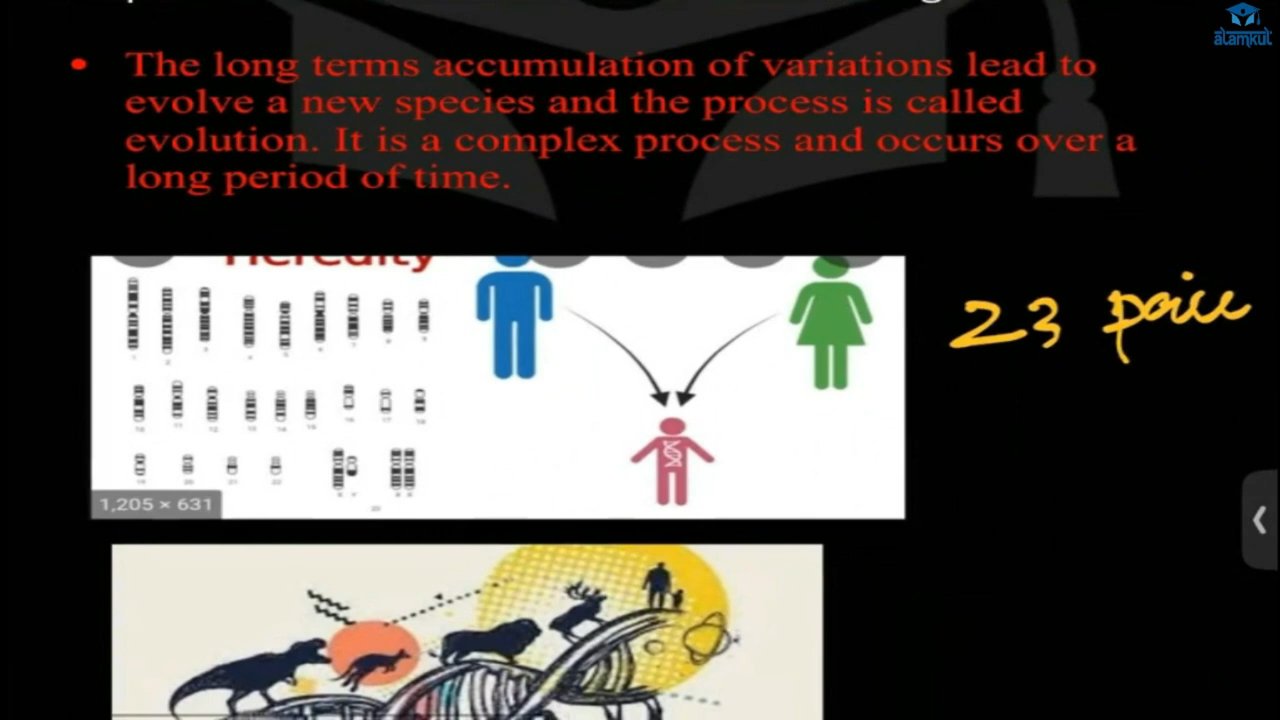 alamkul
The long terms accumulation of variations lead to
evolve a new species and the process is called
evolution. It is a complex process and occurs over a
long period of time.
Heredity
23
1,205 × 631